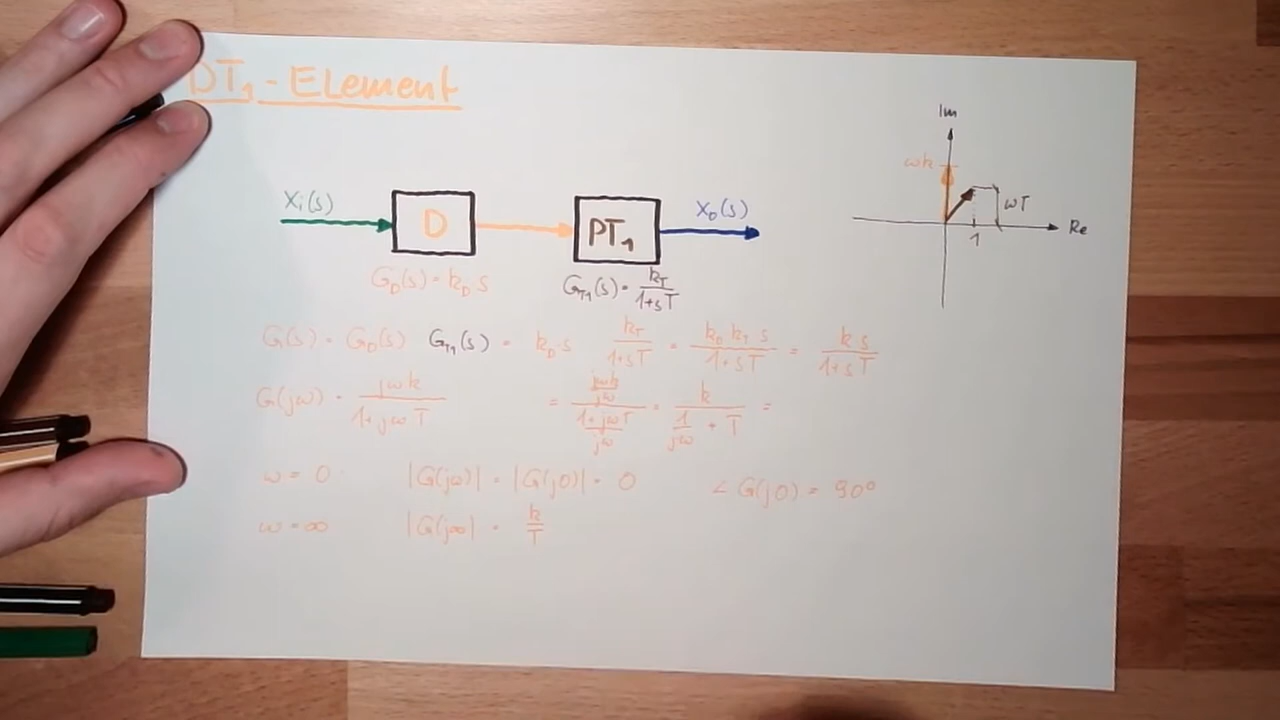 DT₁ - Element
Im
Xi(s)
D
PT₁
X₀(s)
ωk
ωT
Re
1
G_D(s) = k_D s
G_T1(s) = k_T / (1+sT)
G(s) = G_D(s) G_T1(s) = k_D·s k_T / (1+sT) = k_D k_T s / (1+sT) = k s / (1+sT)
G(jω) = jωk / (1+jωT) = (jωk / jω) / ((1+jωT) / jω) = k / (1/jω + T) =
ω = 0 |G(jω)| = |G(j0)| = 0 ∠ G(j0) = 90°
ω = ∞ |G(j∞)| = k / T